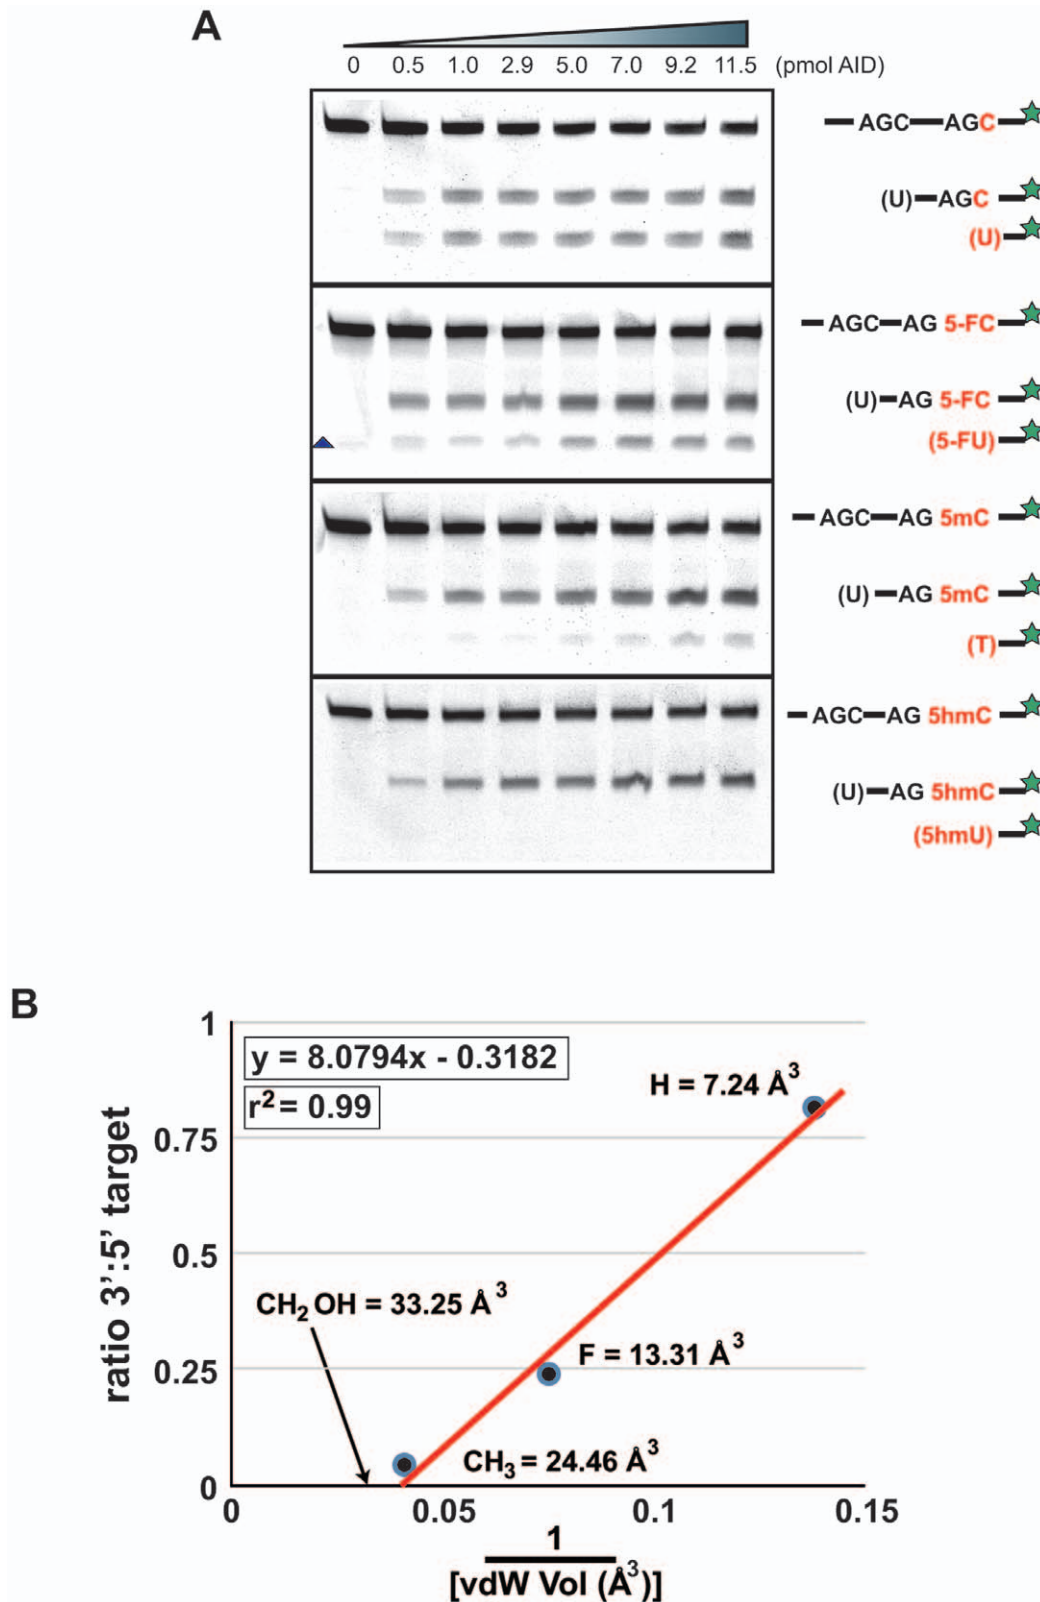 A
0 0.5 1.0 2.9 5.0 7.0 9.2 11.5 (pmol AID)
AGC AGC
(U) AGC
(U)
AGC AG 5-FC
(U) AG 5-FC
(5-FU)
AGC AG 5mC
(U) AG 5mC
(T)
AGC AG 5hmC
(U) AG 5hmC
(5hmU)
B
y = 8.0794x - 0.3182
r² = 0.99
H = 7.24 Å³
CH₂ OH = 33.25 Å³
F = 13.31 Å³
CH₃ = 24.46 Å³
ratio 3':5' target
1
0.75
0.5
0.25
0
0 0.05 0.1 0.15
1
[vdW Vol (Å³)]